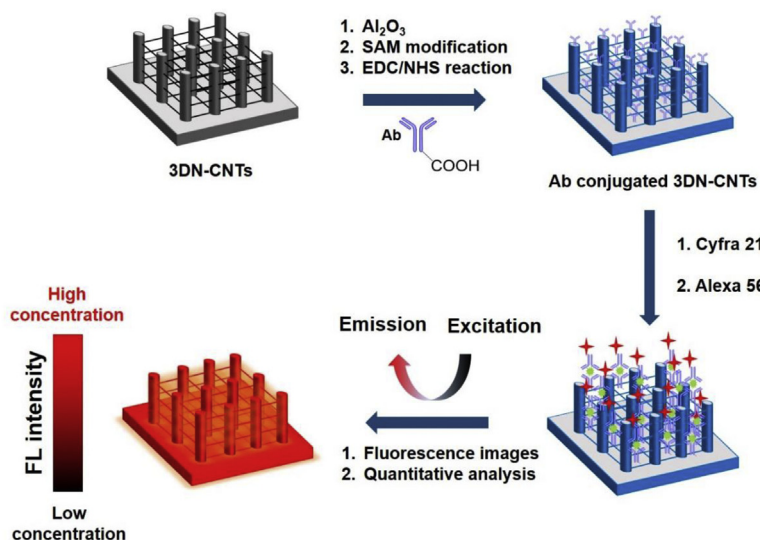 1. Al₂O₃
2. SAM modification
3. EDC/NHS reaction
Ab
COOH
3DN-CNTs
Ab conjugated 3DN-CNTs
1. Cyfra 21
2. Alexa 56
Emission
Excitation
1. Fluorescence images
2. Quantitative analysis
High
concentration
FL intensity
Low
concentration